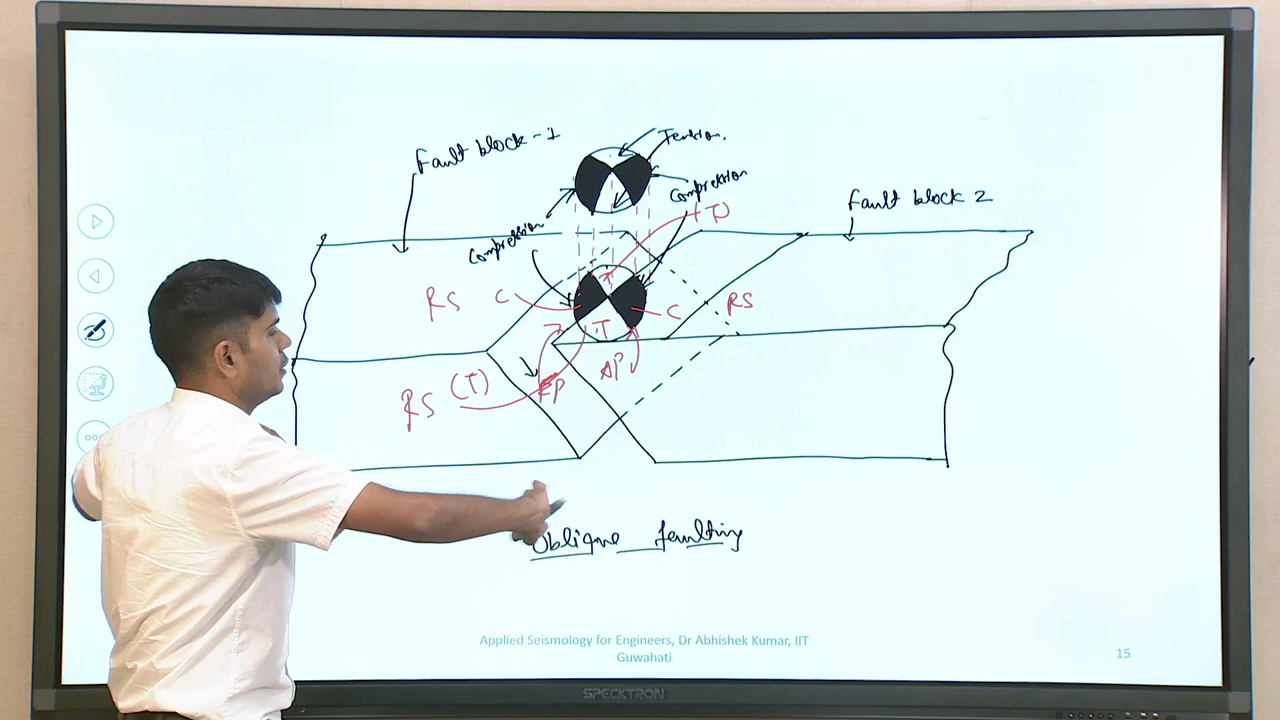 Fault block-1
Tension.
Compression
Fault block 2
Compression
(T)
RS
C
T
C
RS
RS
(T)
EP
AP
Oblique faulting
Applied Seismology for Engineers, Dr Abhishek Kumar, IIT
Guwahati
15
SPECKTRON